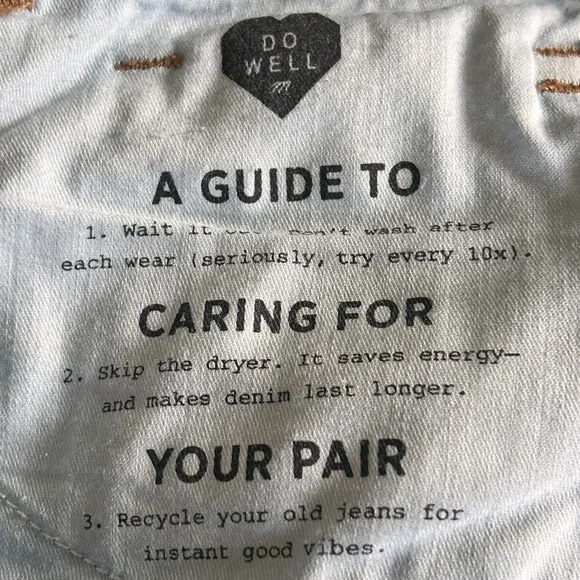 DO
WELL
m
A GUIDE TO
1. Wait it don't wash after
each wear (seriously, try every 10x).
CARING FOR
2. Skip the dryer. It saves energy—
and makes denim last longer.
YOUR PAIR
3. Recycle your old jeans for
instant good vibes.